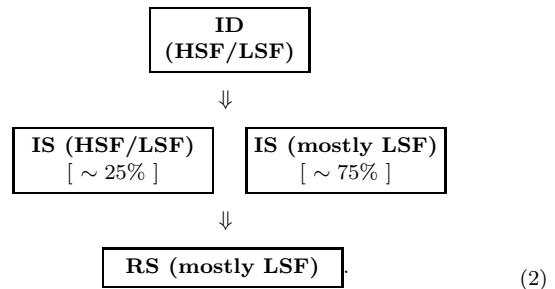 ID
(HSF/LSF)
⇓
IS (HSF/LSF) IS (mostly LSF)
[ ~ 25% ] [ ~ 75% ]
⇓
RS (mostly LSF) .
(2)